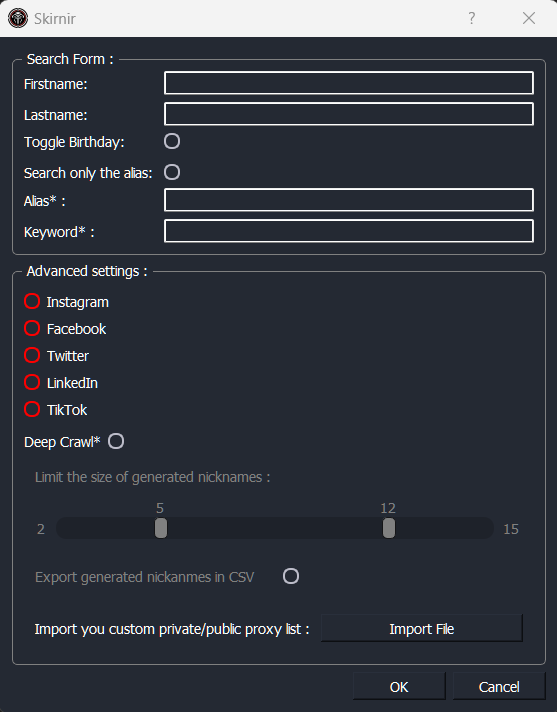 Skirnir
?
Search Form :
Firstname:
Lastname:
Toggle Birthday:
Search only the alias:
Alias* :
Keyword* :
Advanced settings :
Instagram
Facebook
Twitter
LinkedIn
TikTok
Deep Crawl*
Limit the size of generated nicknames :
5 12
2 15
Export generated nickanmes in CSV
Import you custom private/public proxy list : Import File
OK Cancel